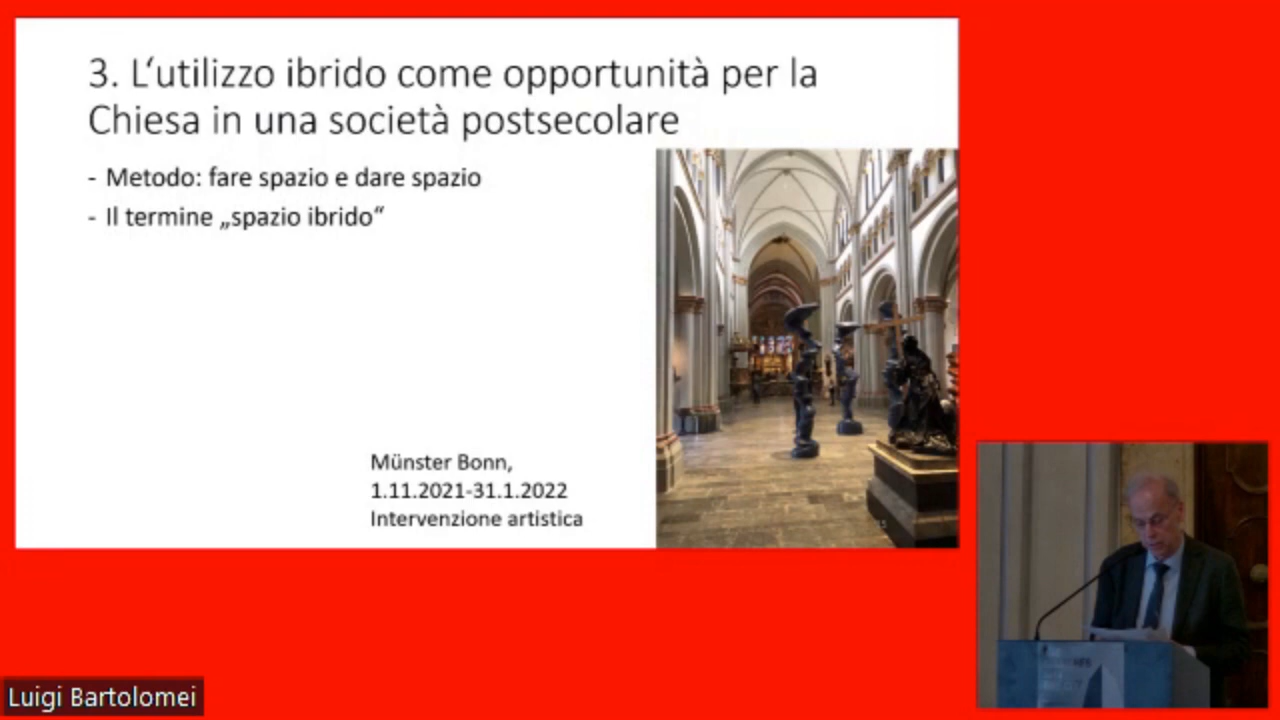 3. L‘utilizzo ibrido come opportunità per la
Chiesa in una società postsecolare
- Metodo: fare spazio e dare spazio
- Il termine „spazio ibrido“
Münster Bonn,
1.11.2021-31.1.2022
Intervenzione artistica
15
Luigi Bartolomei